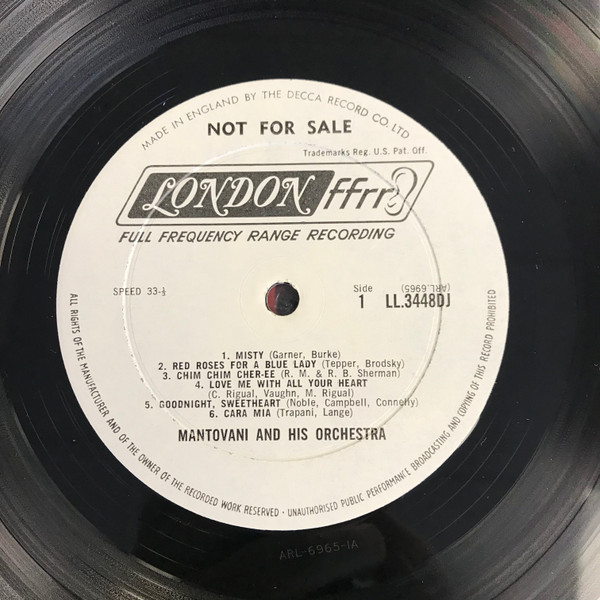 MADE IN ENGLAND BY THE DECCA RECORD CO. LTD
NOT FOR SALE
Trademarks Reg. U.S. Pat. Off.
LONDON ffrr
FULL FREQUENCY RANGE RECORDING
SPEED 33⅓
Side
1
(ARL.6965)
LL.3448DJ
1. MISTY (Garner, Burke)
2. RED ROSES FOR A BLUE LADY (Tepper, Brodsky)
3. CHIM CHIM CHER-EE (R. M. & R. B. Sherman)
4. LOVE ME WITH ALL YOUR HEART
(C. Rigual, Vaughn, M. Rigual)
5. GOODNIGHT, SWEETHEART (Noble, Campbell, Connelly)
6. CARA MIA (Trapani, Lange)
MANTOVANI AND HIS ORCHESTRA
ALL RIGHTS OF THE MANUFACTURER AND OF THE OWNER OF THE RECORDED WORK RESERVED · UNAUTHORISED PUBLIC PERFORMANCE BROADCASTING AND COPYING OF THIS RECORD PROHIBITED
ARL-6965-1A